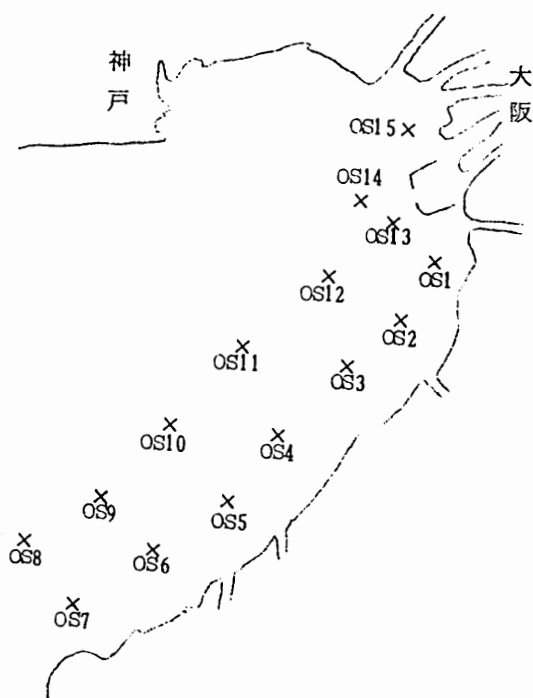 神戸
大阪
OS15
OS14
OS13
OS1
OS12
OS2
OS11
OS3
OS10
OS4
OS9
OS5
OS8
OS6
OS7